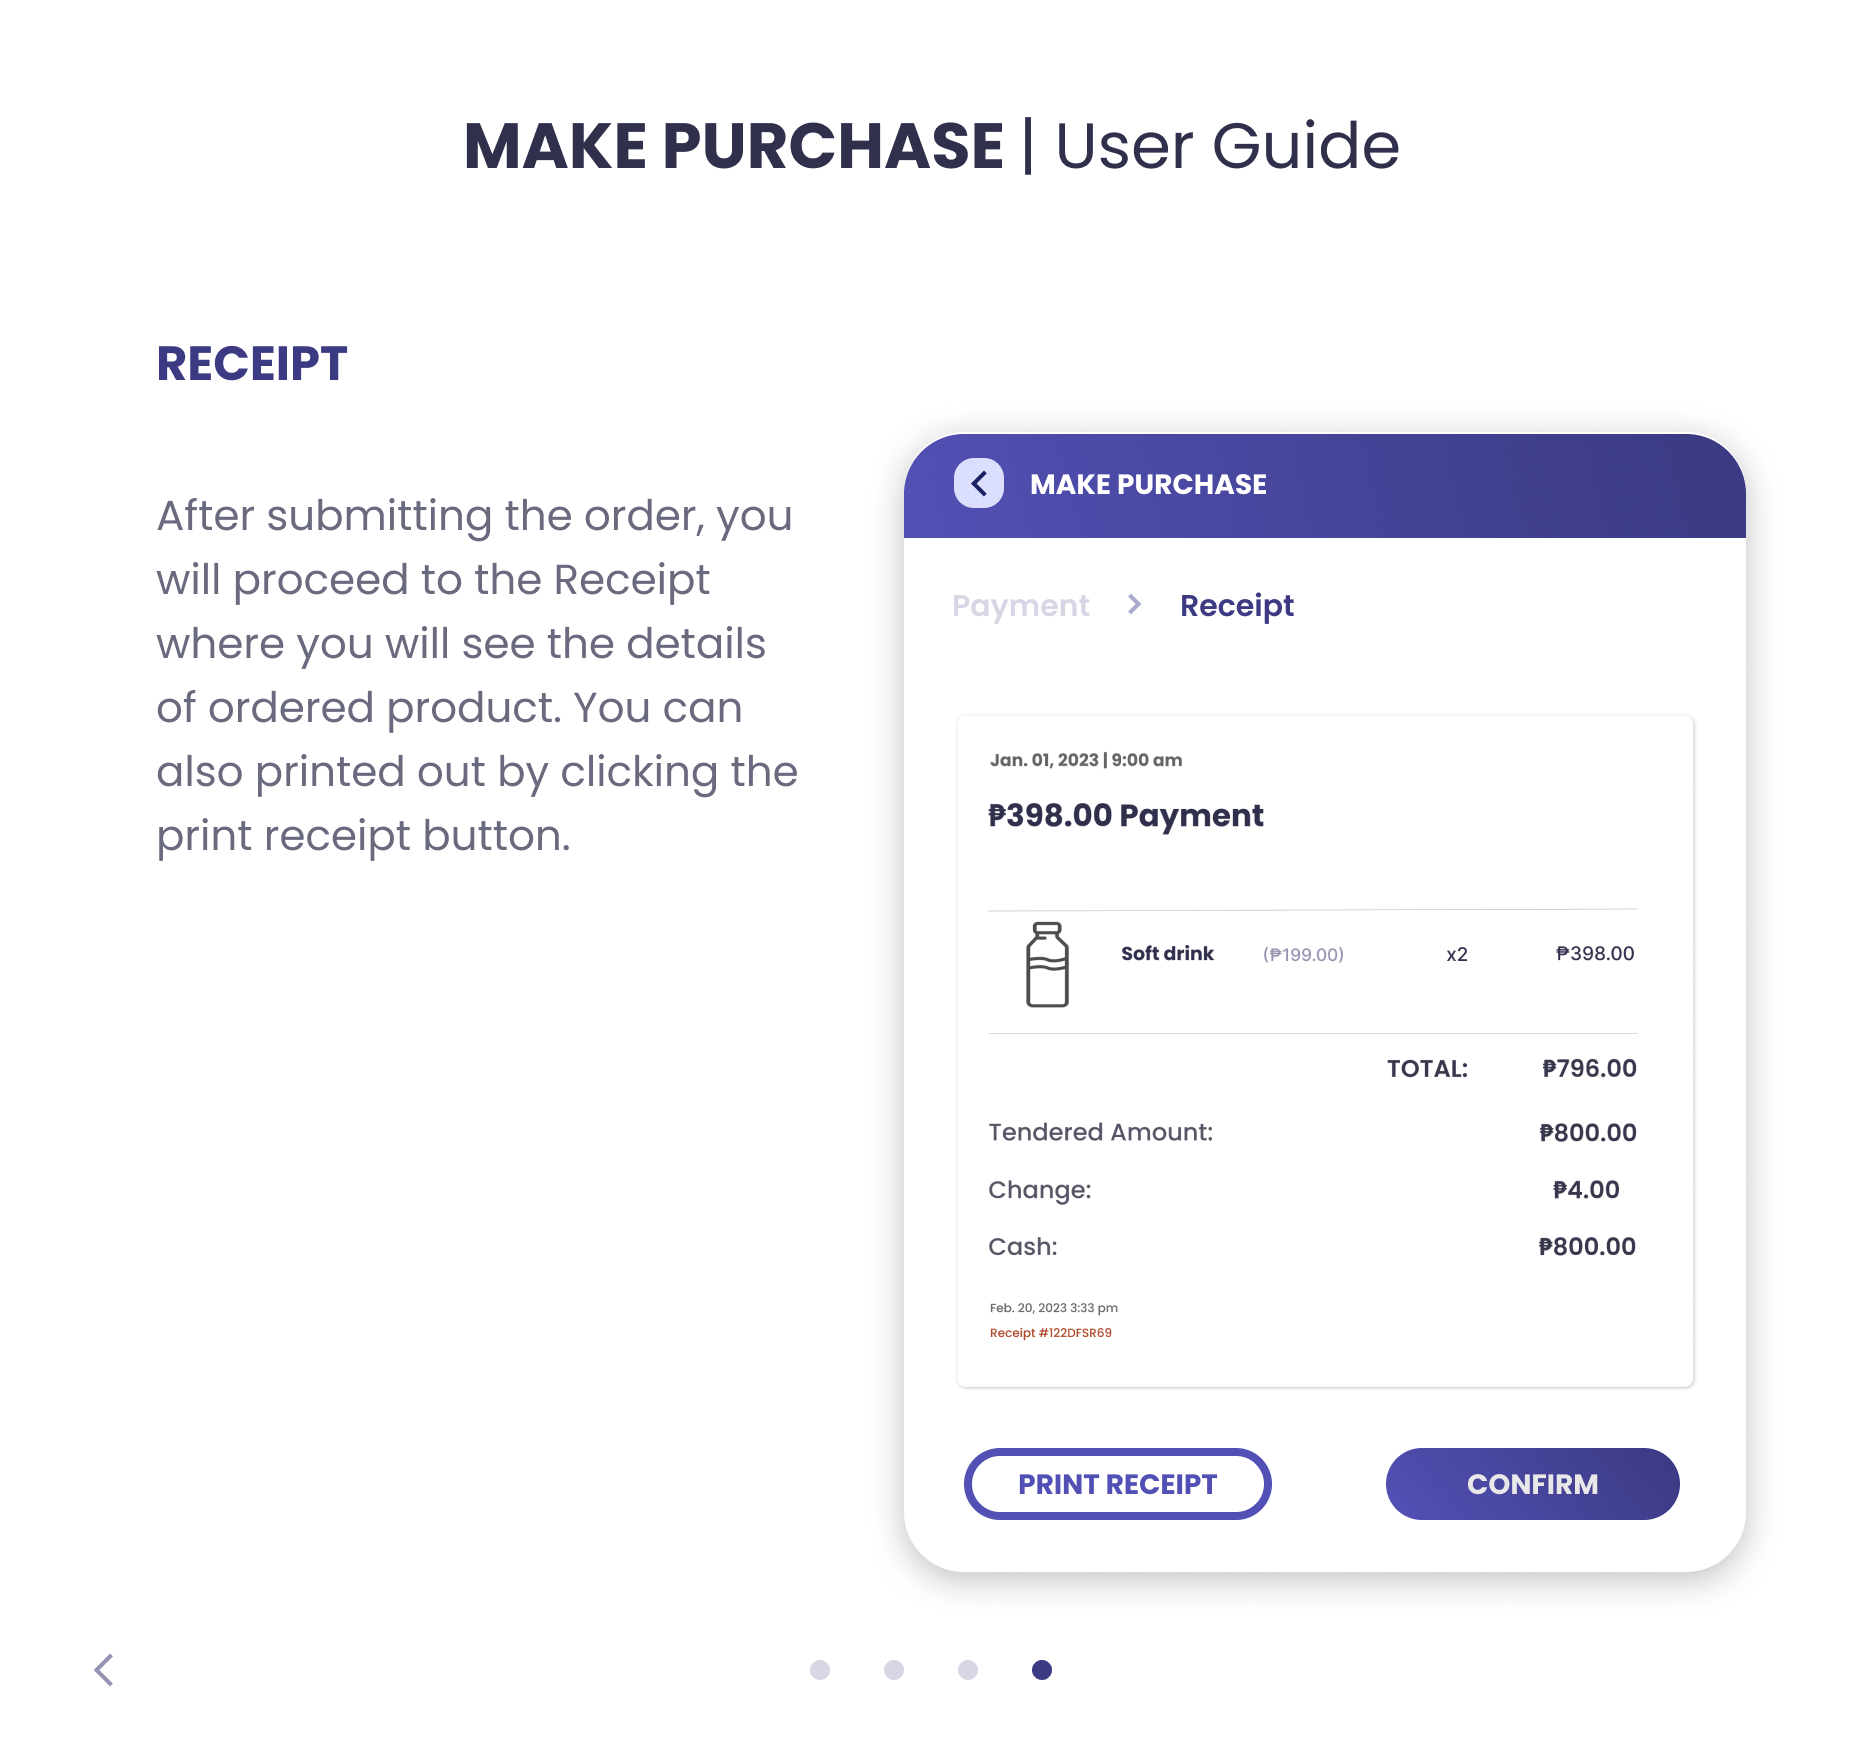 MAKE PURCHASE | User Guide
RECEIPT
After submitting the order, you
will proceed to the Receipt
where you will see the details
of ordered product. You can
also printed out by clicking the
print receipt button.
MAKE PURCHASE
Payment > Receipt
Jan. 01, 2023 | 9:00 am
₱398.00 Payment
Soft drink (₱199.00) x2 ₱398.00
TOTAL: ₱796.00
Tendered Amount: ₱800.00
Change: ₱4.00
Cash: ₱800.00
Feb. 20, 2023 3:33 pm
Receipt #122DFSR69
PRINT RECEIPT CONFIRM